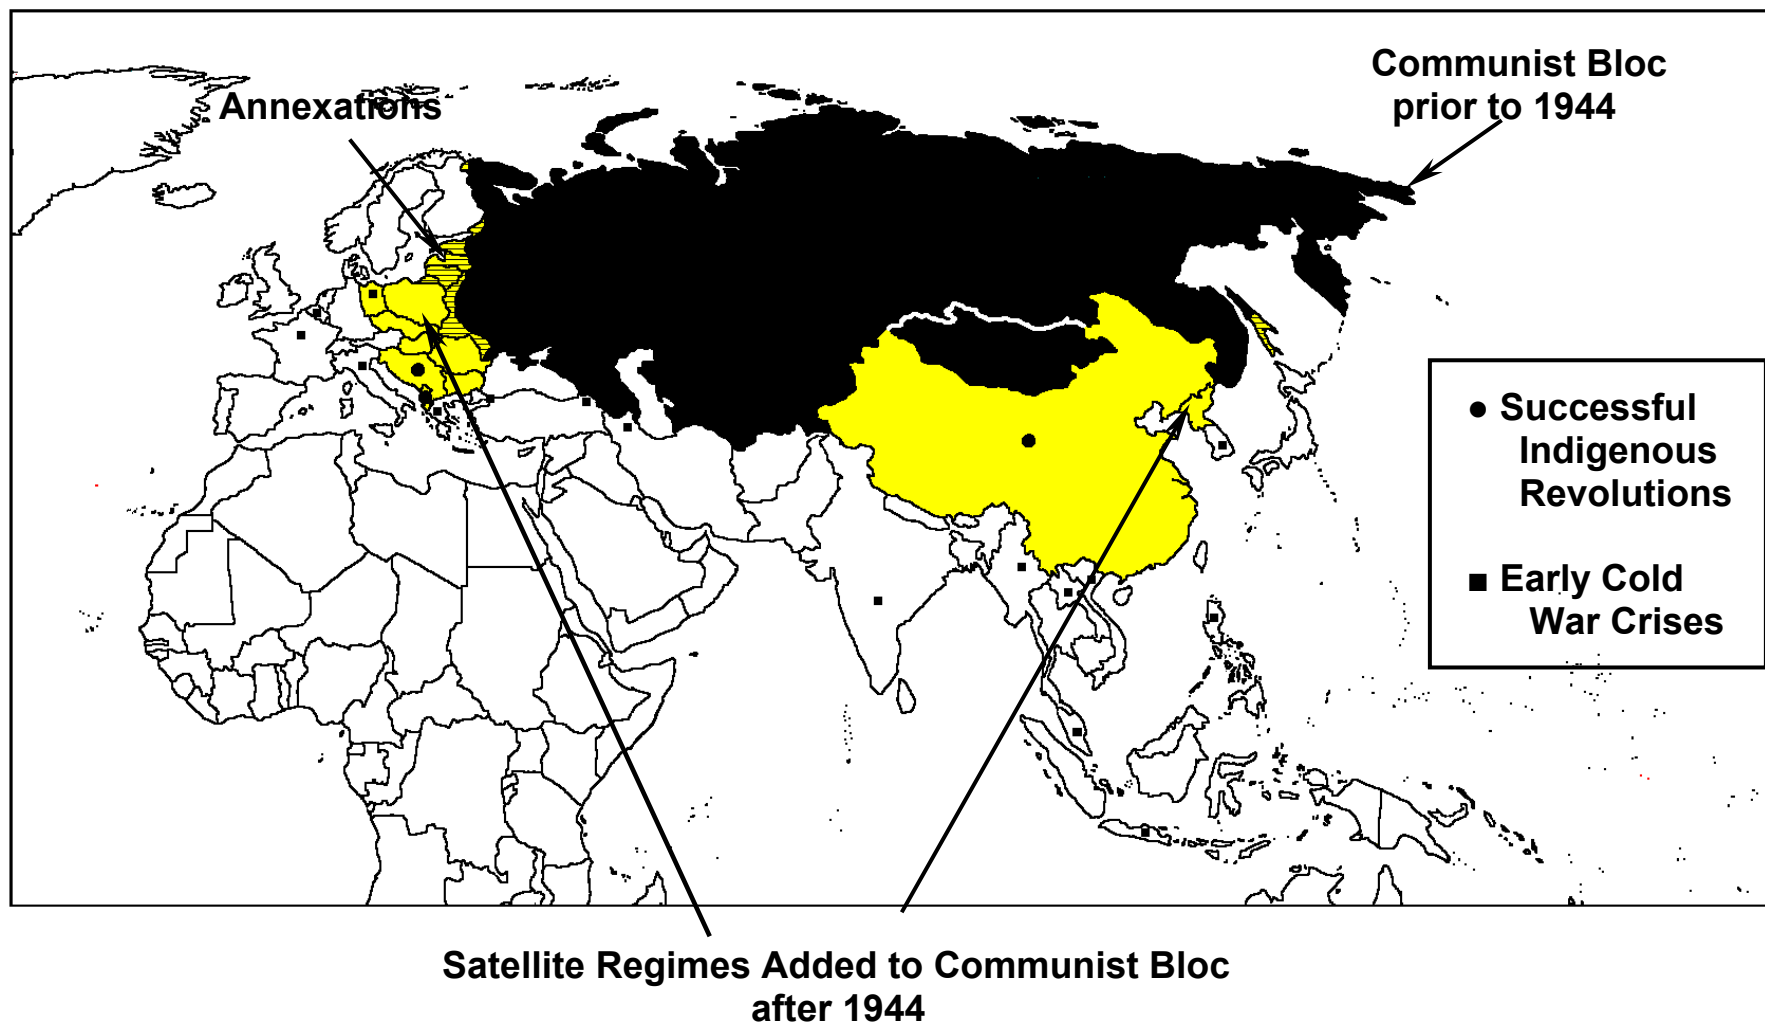 Communist Bloc
prior to 1944
Annexations
● Successful
Indigenous
Revolutions
■ Early Cold
War Crises
Satellite Regimes Added to Communist Bloc
after 1944